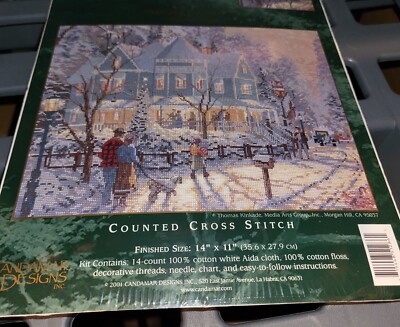 © Thomas Kinkade, Media Arts Group, Inc., Morgan Hill, CA 95037
COUNTED CROSS STITCH
FINISHED SIZE: 14" x 11" (35.6 x 27.9 CM)
KIT CONTAINS: 14-count 100% cotton white Aida cloth, 100% cotton floss,
decorative threads, needle, chart, and easy-to-follow instructions.
© 2001 CANDAMAR DESIGNS, INC., 520 East Jamie Avenue, La Habra, CA 90631
www.candamar.com
CANDAMAR
DESIGNS
INC.